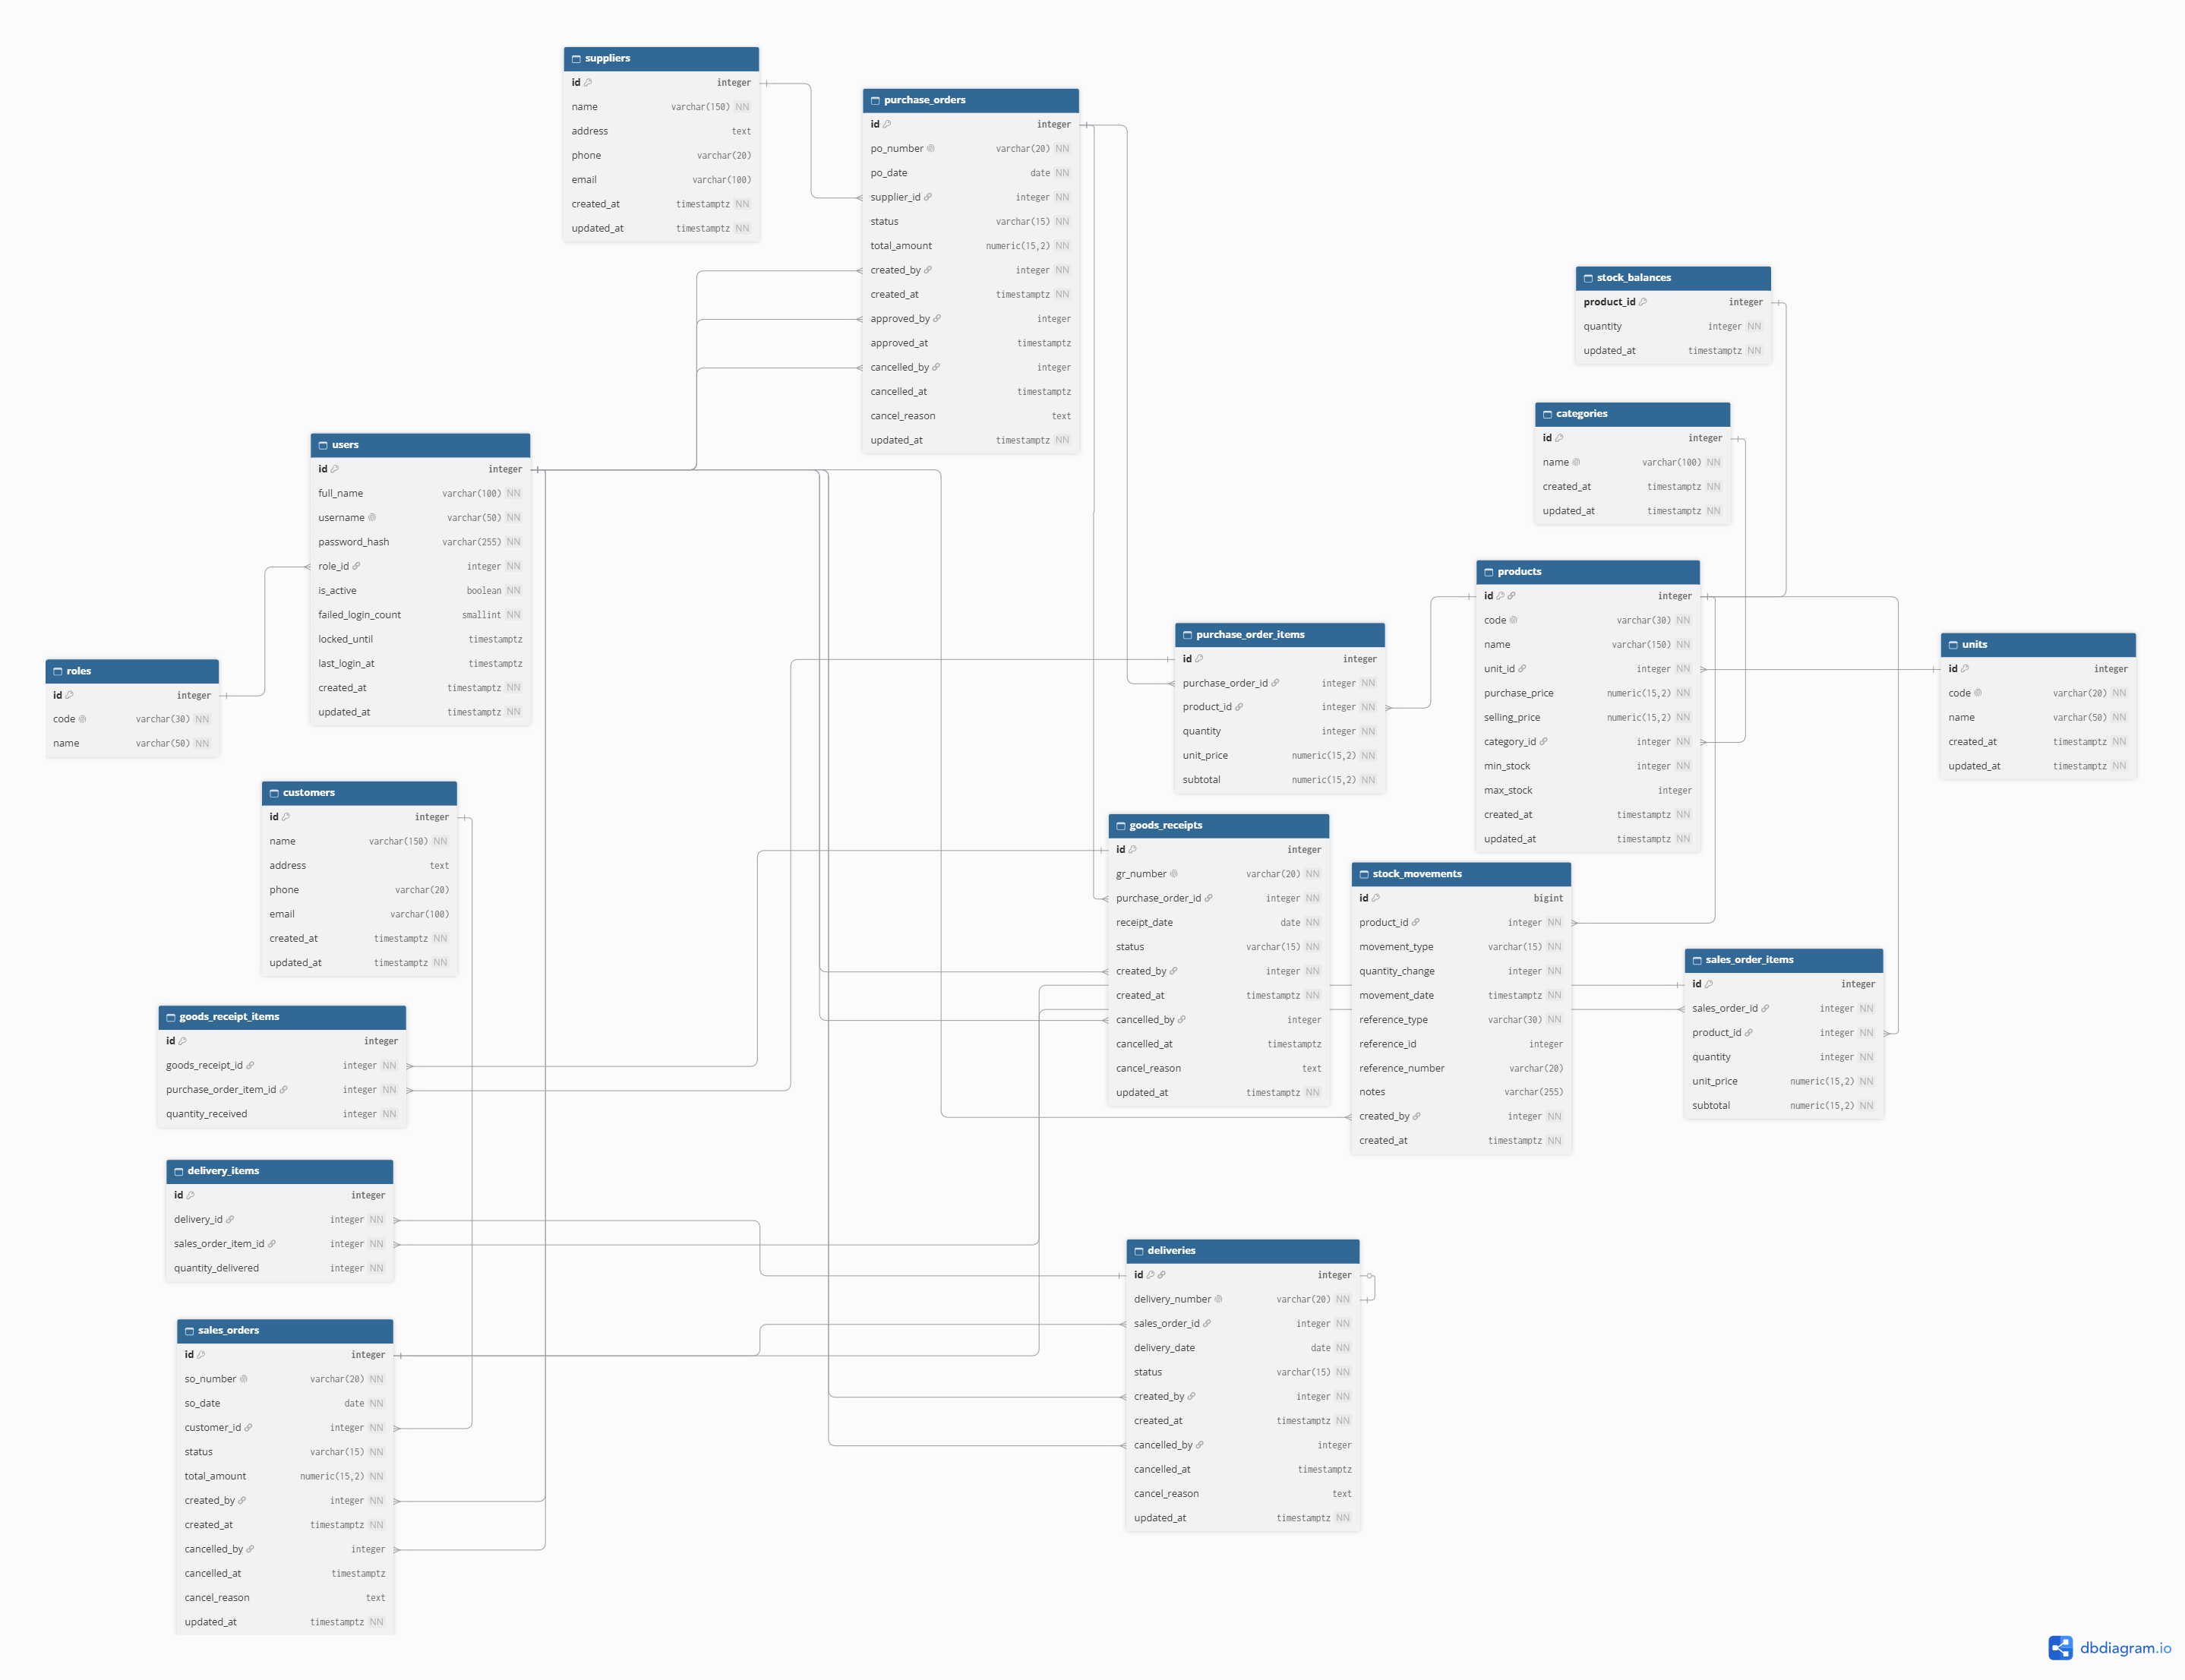 suppliers
id integer
name varchar(150) NN
address text
phone varchar(20)
email varchar(100)
created_at timestamptz NN
updated_at timestamptz NN
purchase_orders
id integer
po_number varchar(20) NN
po_date date NN
supplier_id integer NN
status varchar(15) NN
total_amount numeric(15,2) NN
created_by integer NN
created_at timestamptz NN
approved_by integer
approved_at timestamptz
cancelled_by integer
cancelled_at timestamptz
cancel_reason text
updated_at timestamptz NN
stock_balances
product_id integer
quantity integer NN
updated_at timestamptz NN
categories
id integer
name varchar(100) NN
created_at timestamptz NN
updated_at timestamptz NN
users
id integer
full_name varchar(100) NN
username varchar(50) NN
password_hash varchar(255) NN
role_id integer NN
is_active boolean NN
failed_login_count smallint NN
locked_until timestamptz
last_login_at timestamptz
created_at timestamptz NN
updated_at timestamptz NN
products
id integer
code varchar(30) NN
name varchar(150) NN
unit_id integer NN
purchase_price numeric(15,2) NN
selling_price numeric(15,2) NN
category_id integer NN
min_stock integer NN
max_stock integer
created_at timestamptz NN
updated_at timestamptz NN
purchase_order_items
id integer
purchase_order_id integer NN
product_id integer NN
quantity integer NN
unit_price numeric(15,2) NN
subtotal numeric(15,2) NN
units
id integer
code varchar(20) NN
name varchar(50) NN
created_at timestamptz NN
updated_at timestamptz NN
roles
id integer
code varchar(30) NN
name varchar(50) NN
customers
id integer
name varchar(150) NN
address text
phone varchar(20)
email varchar(100)
created_at timestamptz NN
updated_at timestamptz NN
goods_receipts
id integer
gr_number varchar(20) NN
purchase_order_id integer NN
receipt_date date NN
status varchar(15) NN
created_by integer NN
created_at timestamptz NN
cancelled_by integer
cancelled_at timestamptz
cancel_reason text
updated_at timestamptz NN
stock_movements
id bigint
product_id integer NN
movement_type varchar(15) NN
quantity_change integer NN
movement_date timestamptz NN
reference_type varchar(30) NN
reference_id integer
reference_number varchar(20)
notes varchar(255)
created_by integer NN
created_at timestamptz NN
sales_order_items
id integer
sales_order_id integer NN
product_id integer NN
quantity integer NN
unit_price numeric(15,2) NN
subtotal numeric(15,2) NN
goods_receipt_items
id integer
goods_receipt_id integer NN
purchase_order_item_id integer NN
quantity_received integer NN
delivery_items
id integer
delivery_id integer NN
sales_order_item_id integer NN
quantity_delivered integer NN
deliveries
id integer
delivery_number varchar(20) NN
sales_order_id integer NN
delivery_date date NN
status varchar(15) NN
created_by integer NN
created_at timestamptz NN
cancelled_by integer
cancelled_at timestamptz
cancel_reason text
updated_at timestamptz NN
sales_orders
id integer
so_number varchar(20) NN
so_date date NN
customer_id integer NN
status varchar(15) NN
total_amount numeric(15,2) NN
created_by integer NN
created_at timestamptz NN
cancelled_by integer
cancelled_at timestamptz
cancel_reason text
updated_at timestamptz NN
dbdiagram.io